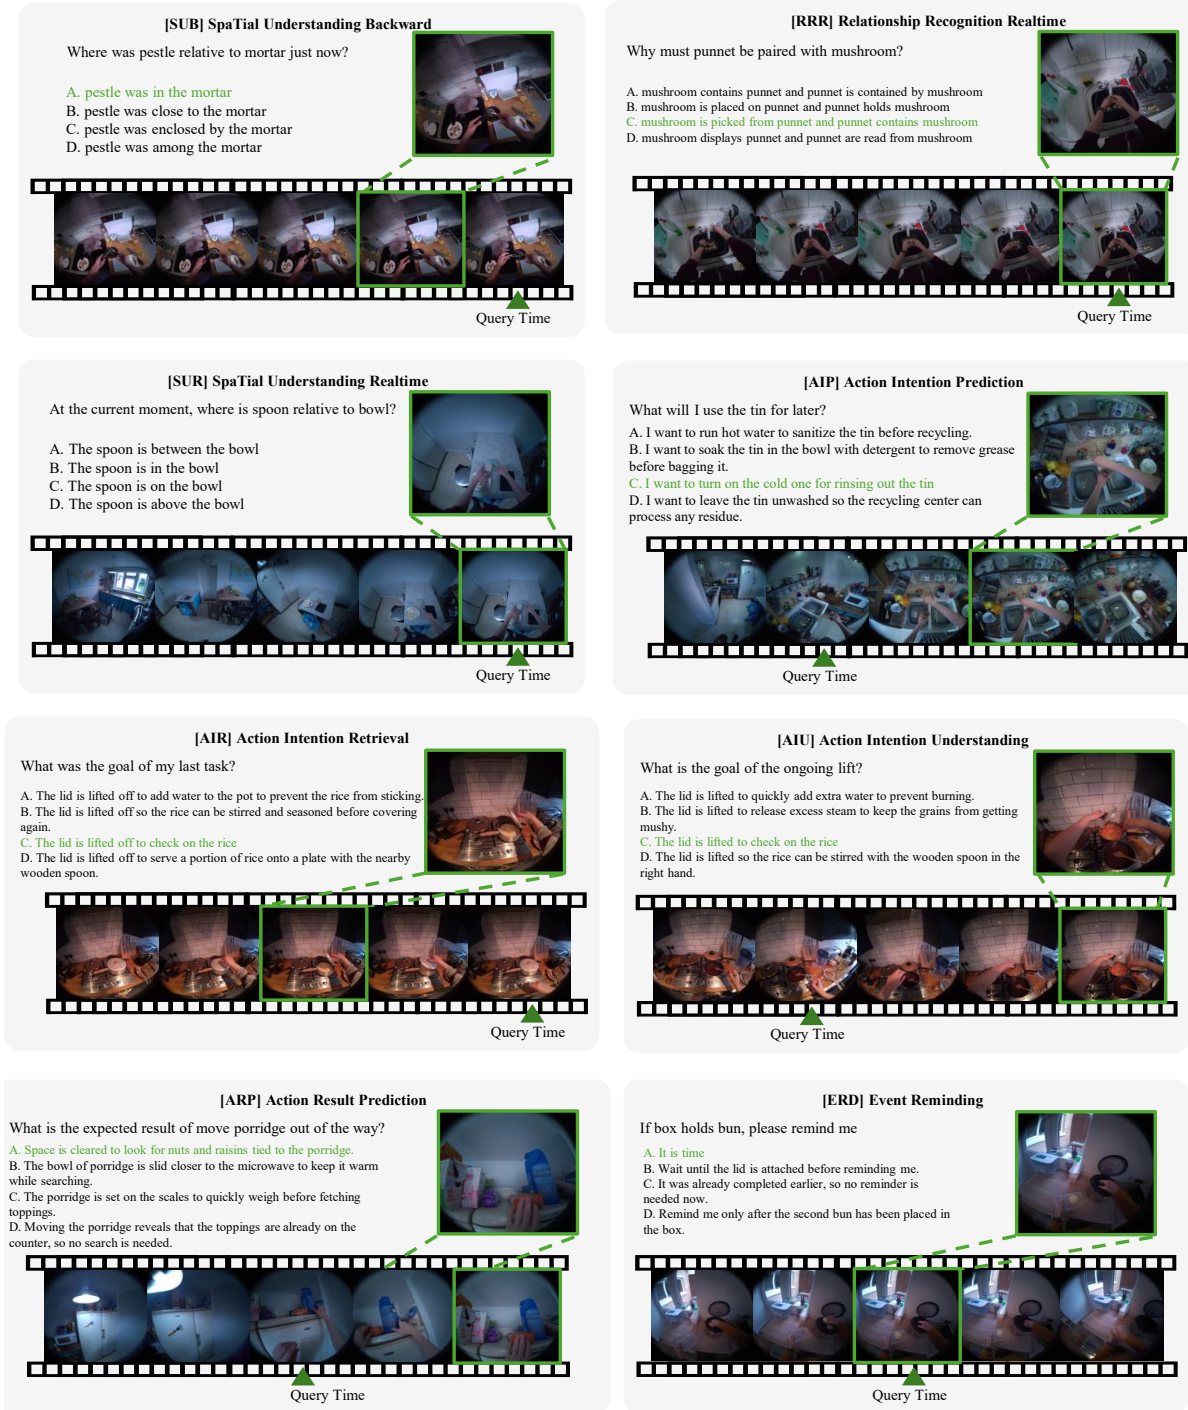 [SUB] SpaTial Understanding Backward
Where was pestle relative to mortar just now?
A. pestle was in the mortar
B. pestle was close to the mortar
C. pestle was enclosed by the mortar
D. pestle was among the mortar
Query Time
[RRR] Relationship Recognition Realtime
Why must punnet be paired with mushroom?
A. mushroom contains punnet and punnet is contained by mushroom
B. mushroom is placed on punnet and punnet holds mushroom
C. mushroom is picked from punnet and punnet contains mushroom
D. mushroom displays punnet and punnet are read from mushroom
Query Time
[SUR] SpaTial Understanding Realtime
At the current moment, where is spoon relative to bowl?
A. The spoon is between the bowl
B. The spoon is in the bowl
C. The spoon is on the bowl
D. The spoon is above the bowl
Query Time
[AIP] Action Intention Prediction
What will I use the tin for later?
A. I want to run hot water to sanitize the tin before recycling.
B. I want to soak the tin in the bowl with detergent to remove grease
before bagging it.
C. I want to turn on the cold one for rinsing out the tin
D. I want to leave the tin unwashed so the recycling center can
process any residue.
Query Time
[AIR] Action Intention Retrieval
What was the goal of my last task?
A. The lid is lifted off to add water to the pot to prevent the rice from sticking.
B. The lid is lifted off so the rice can be stirred and seasoned before covering
again.
C. The lid is lifted off to check on the rice
D. The lid is lifted off to serve a portion of rice onto a plate with the nearby
wooden spoon.
Query Time
[AIU] Action Intention Understanding
What is the goal of the ongoing lift?
A. The lid is lifted to quickly add extra water to prevent burning.
B. The lid is lifted to release excess steam to keep the grains from getting
mushy.
C. The lid is lifted to check on the rice
D. The lid is lifted so the rice can be stirred with the wooden spoon in the
right hand.
Query Time
[ARP] Action Result Prediction
What is the expected result of move porridge out of the way?
A. Space is cleared to look for nuts and raisins tied to the porridge.
B. The bowl of porridge is slid closer to the microwave to keep it warm
while searching.
C. The porridge is set on the scales to quickly weigh before fetching
toppings.
D. Moving the porridge reveals that the toppings are already on the
counter, so no search is needed.
Query Time
[ERD] Event Reminding
If box holds bun, please remind me
A. It is time
B. Wait until the lid is attached before reminding me.
C. It was already completed earlier, so no reminder is
needed now.
D. Remind me only after the second bun has been placed in
the box.
Query Time